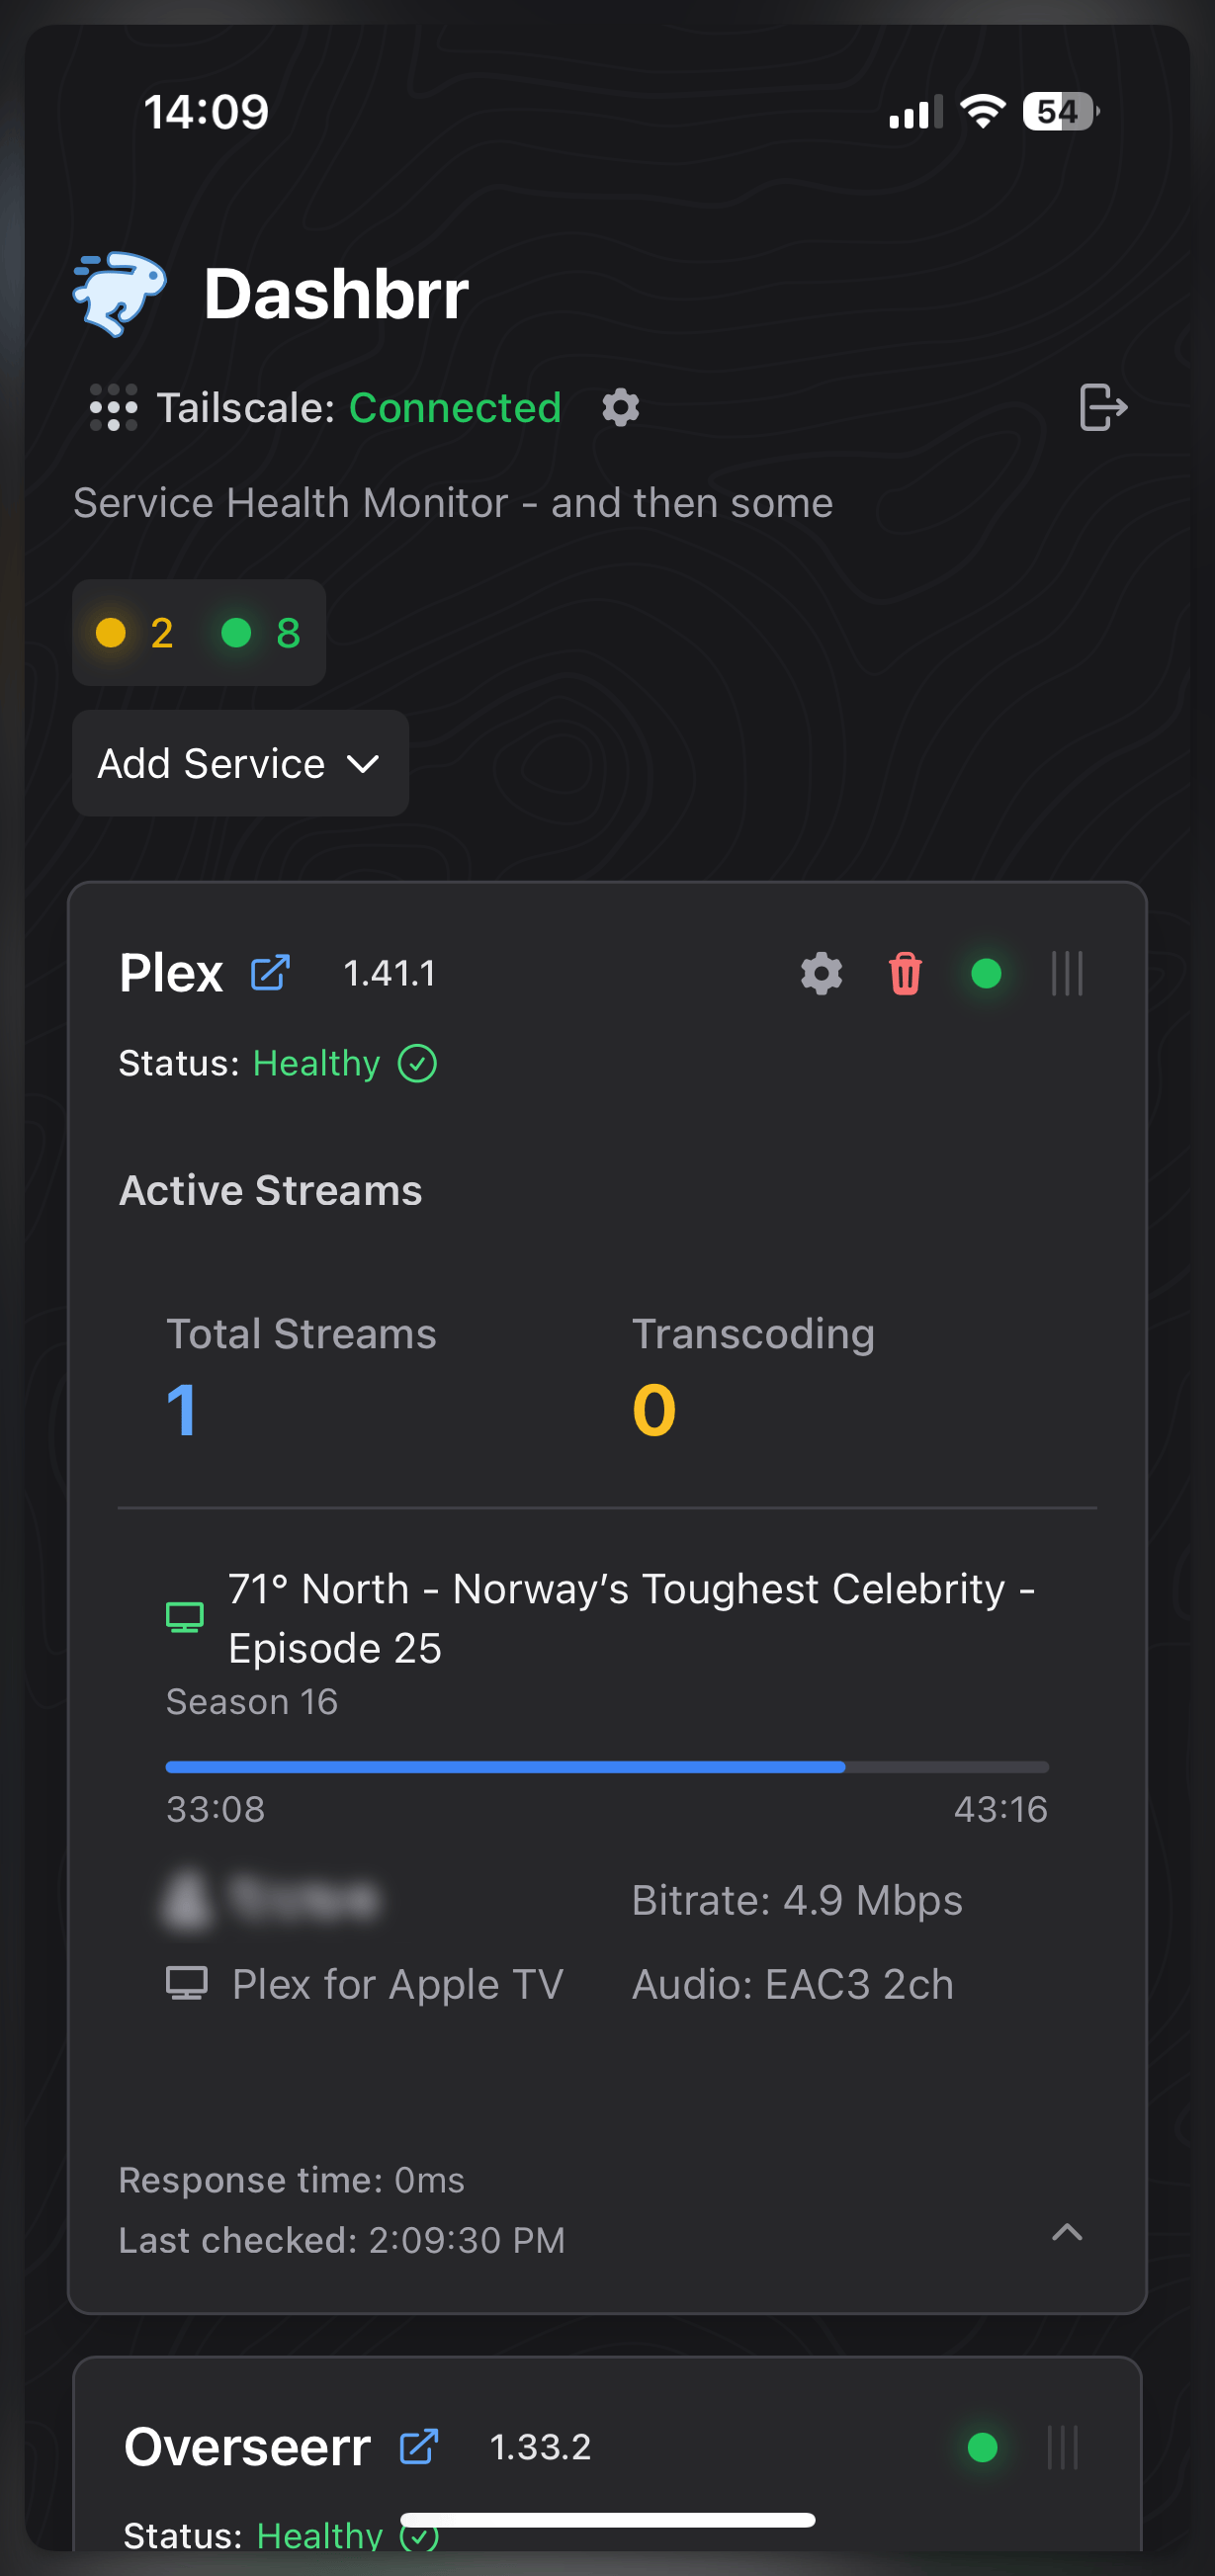 14:09
54
Dashbrr
Tailscale: Connected
Service Health Monitor - and then some
2 8
Add Service
Plex 1.41.1
Status: Healthy
Active Streams
Total Streams Transcoding
1 0
71° North - Norway’s Toughest Celebrity -
Episode 25
Season 16
33:08 43:16
Bitrate: 4.9 Mbps
Plex for Apple TV Audio: EAC3 2ch
Response time: 0ms
Last checked: 2:09:30 PM
Overseerr 1.33.2
Status: Healthy